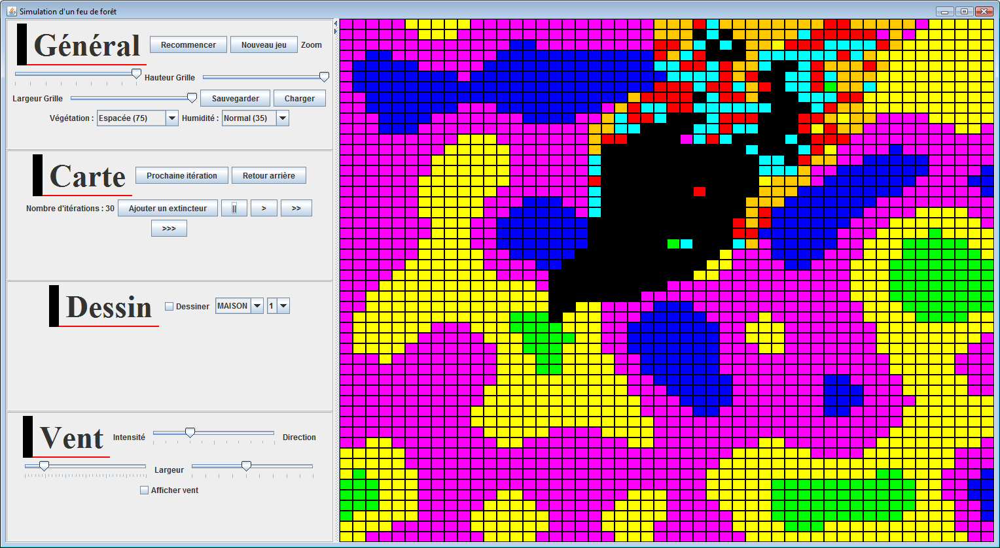 Simulation d'un feu de forêt
Général Recommencer Nouveau jeu Zoom
Hauteur Grille
Largeur Grille Sauvegarder Charger
Végétation : Espacée (75) Humidité : Normal (35)
Carte Prochaine itération Retour arrière
Nombre d'itérations : 30 Ajouter un extincteur || > >>
>>>
Dessin Dessiner MAISON 1
Vent Intensité Direction
Largeur
Afficher vent